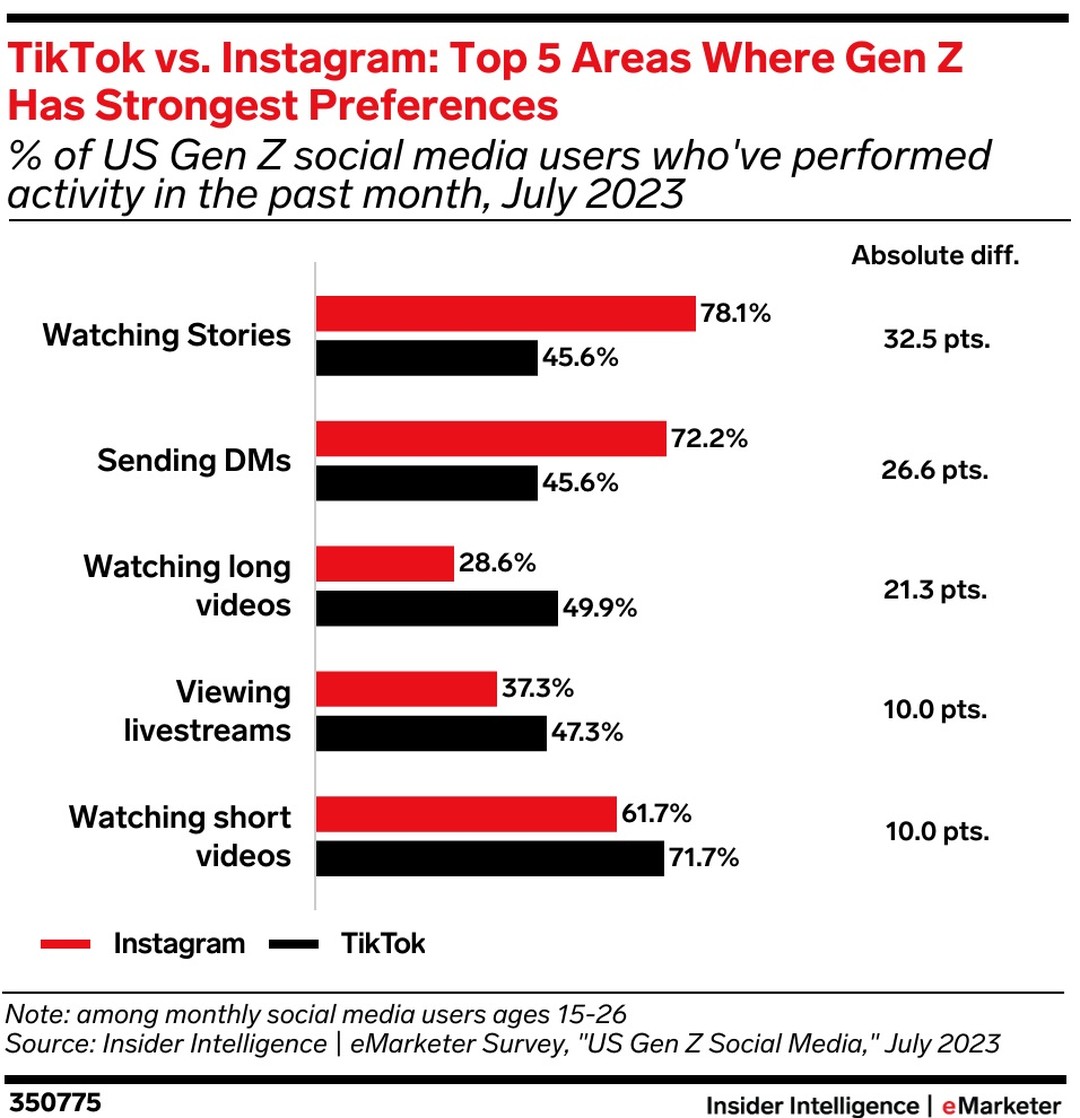 TikTok vs. Instagram: Top 5 Areas Where Gen Z
Has Strongest Preferences
% of US Gen Z social media users who've performed
activity in the past month, July 2023
Absolute diff.
Watching Stories
78.1%
45.6%
32.5 pts.
Sending DMs
72.2%
45.6%
26.6 pts.
Watching long
videos
28.6%
49.9%
21.3 pts.
Viewing
livestreams
37.3%
47.3%
10.0 pts.
Watching short
videos
61.7%
71.7%
10.0 pts.
Instagram TikTok
Note: among monthly social media users ages 15-26
Source: Insider Intelligence | eMarketer Survey, "US Gen Z Social Media," July 2023
350775
Insider Intelligence | eMarketer